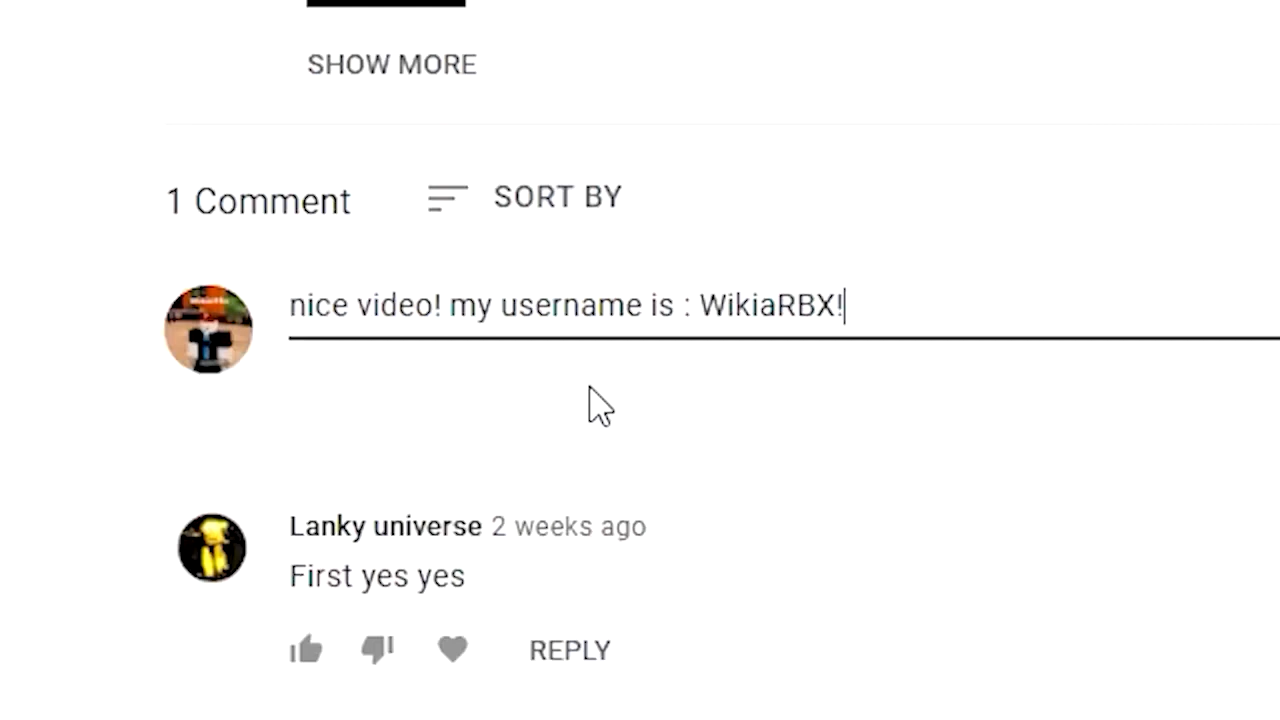 SHOW MORE
1 Comment
SORT BY
nice video! my username is : WikiaRBX!
Lanky universe 2 weeks ago
First yes yes
REPLY